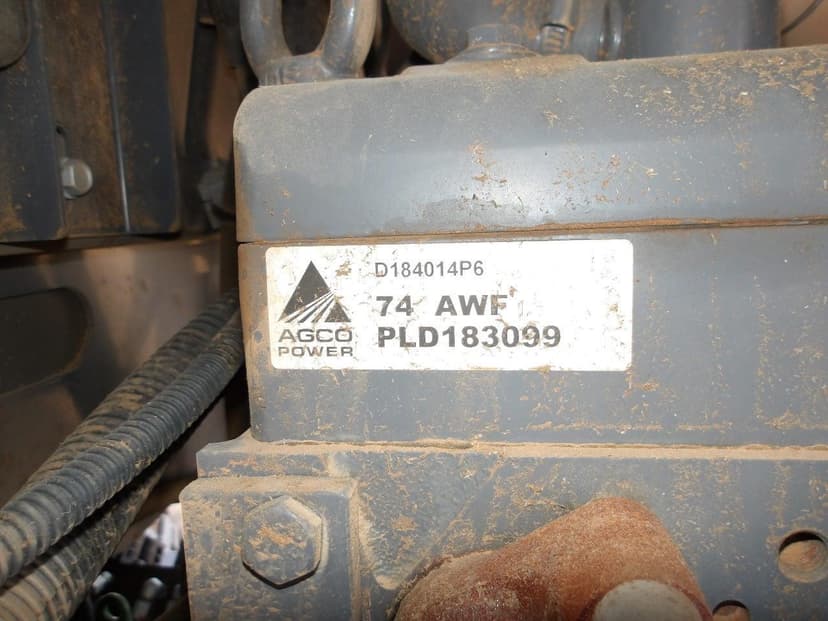 D184014P6
74 AWF
PLD183099
AGCO
POWER